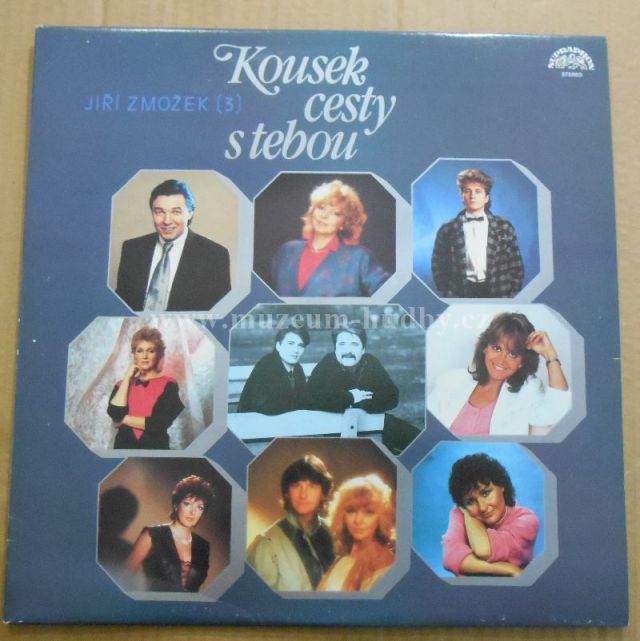 Kousek
cesty
s tebou
JIŘÍ ZMOŽEK (3)
SUPRAPHON
STEREO
www.muzeum-hudby.cz